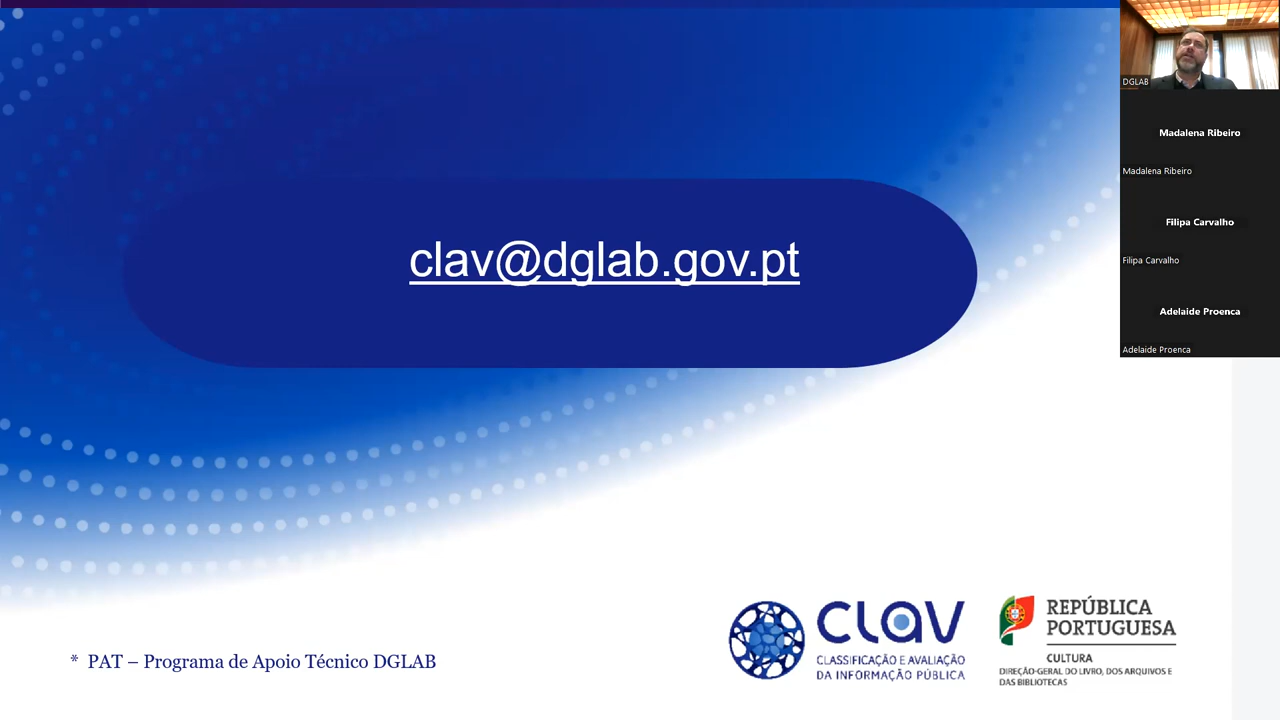 clav@dglab.gov.pt
* PAT – Programa de Apoio Técnico DGLAB
CLAV
CLASSIFICAÇÃO E AVALIAÇÃO
DA INFORMAÇÃO PÚBLICA
REPÚBLICA
PORTUGUESA
CULTURA
DIREÇÃO-GERAL DO LIVRO, DOS ARQUIVOS E
DAS BIBLIOTECAS
DGLAB
Madalena Ribeiro
Madalena Ribeiro
Filipa Carvalho
Filipa Carvalho
Adelaide Proenca
Adelaide Proenca